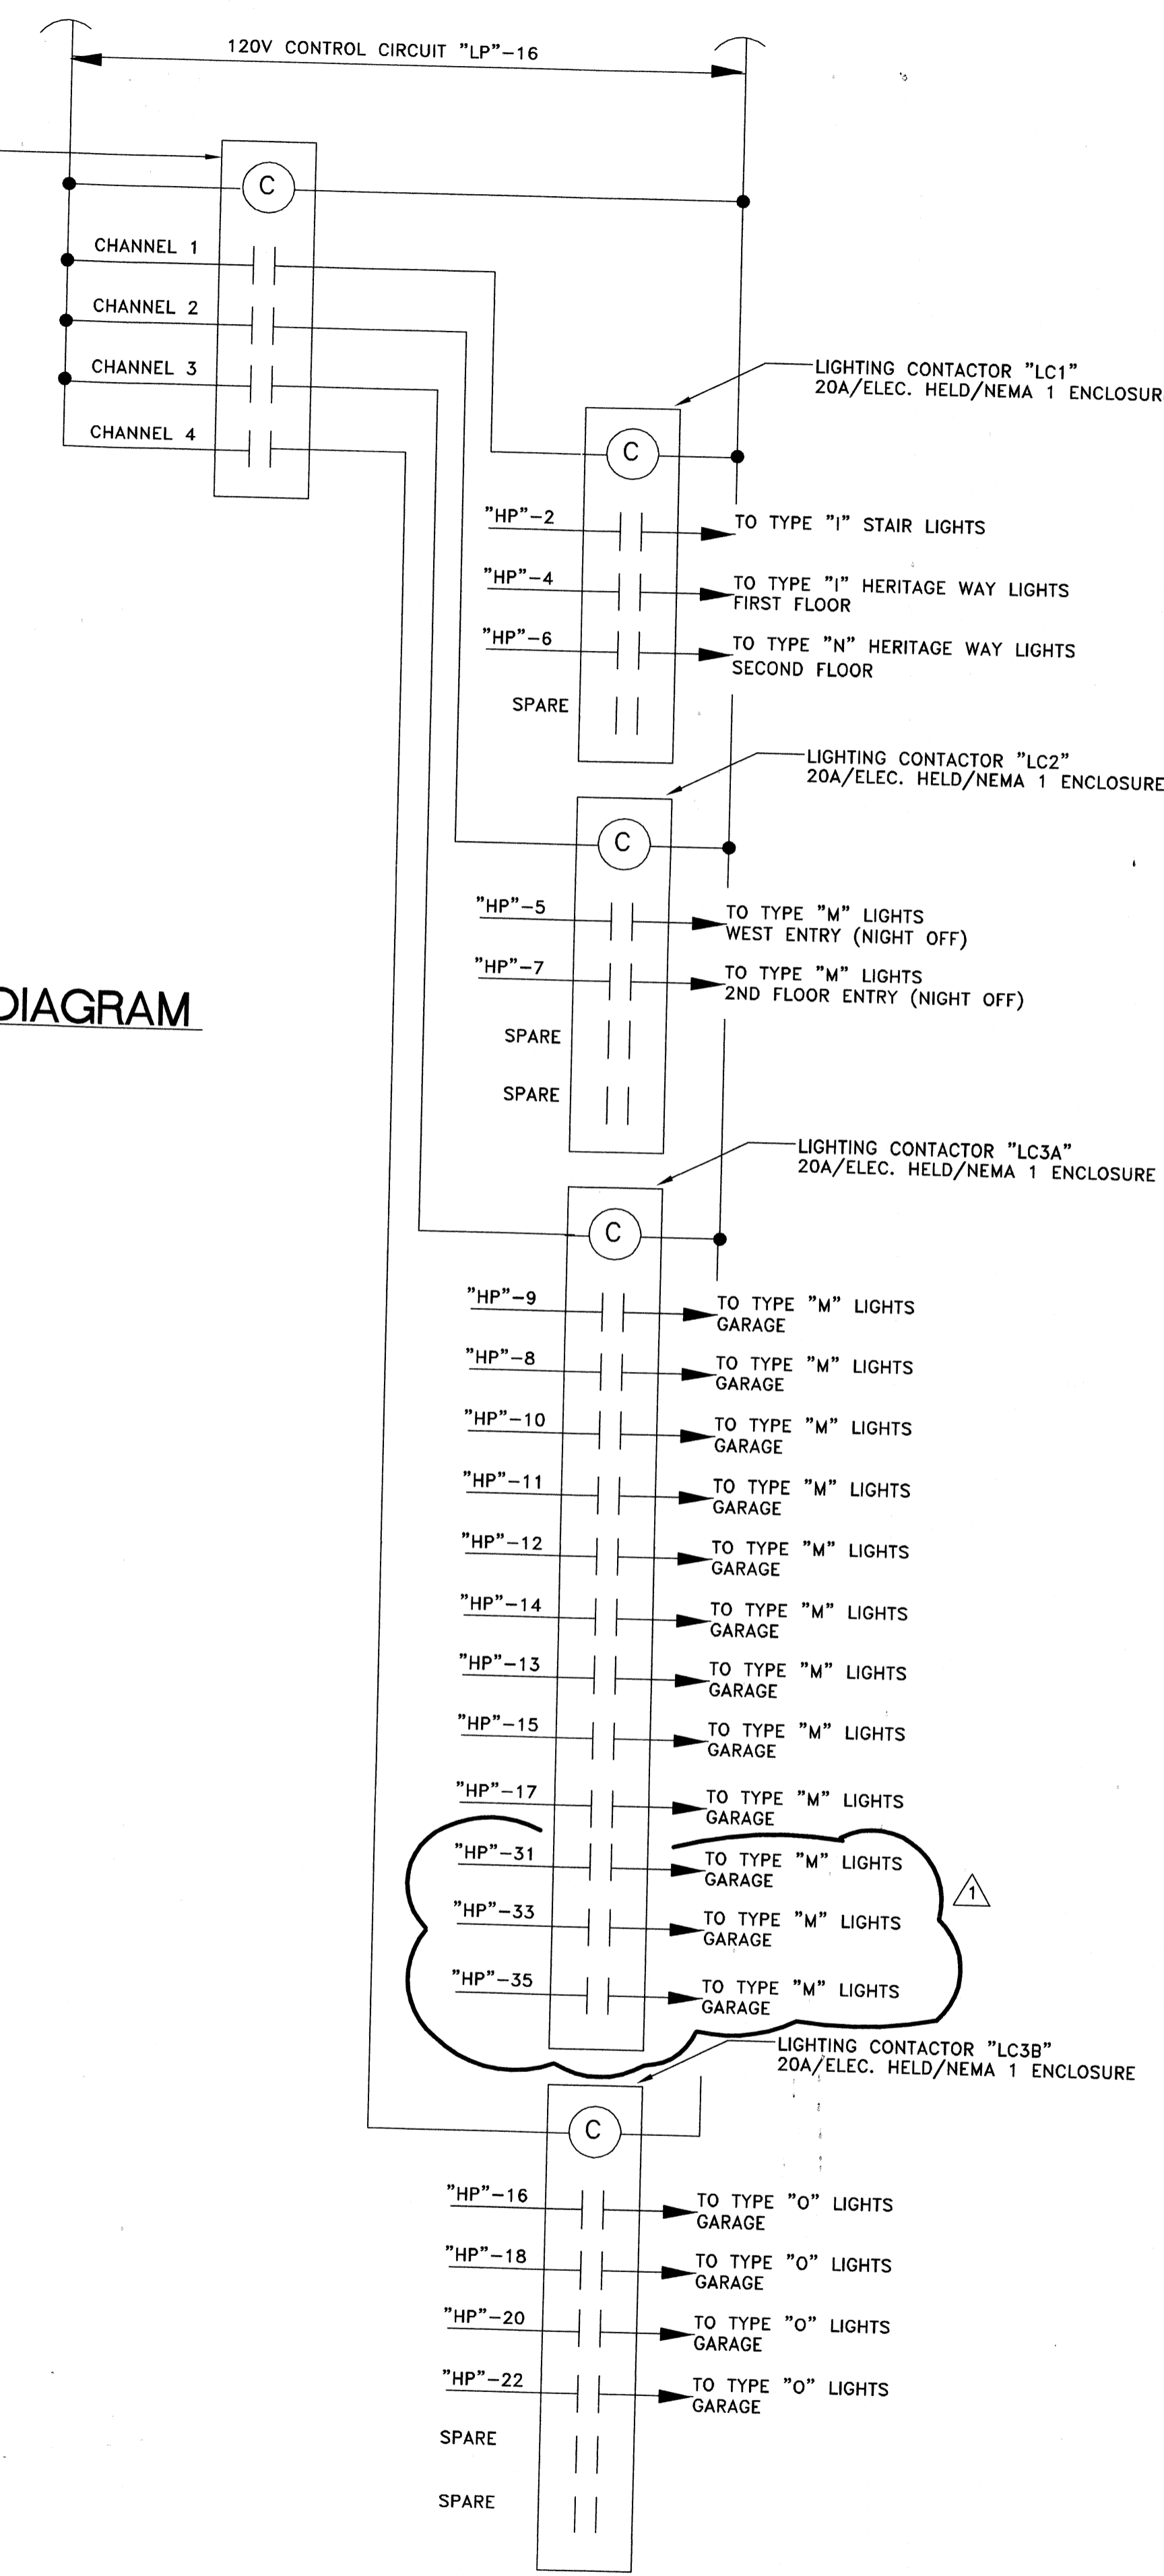 120V CONTROL CIRCUIT "LP"-16
C
CHANNEL 1
CHANNEL 2
CHANNEL 3
CHANNEL 4
LIGHTING CONTACTOR "LC1"
20A/ELEC. HELD/NEMA 1 ENCLOSUR
C
"HP"-2
TO TYPE "I" STAIR LIGHTS
"HP"-4
TO TYPE "I" HERITAGE WAY LIGHTS
FIRST FLOOR
"HP"-6
TO TYPE "N" HERITAGE WAY LIGHTS
SECOND FLOOR
SPARE
LIGHTING CONTACTOR "LC2"
20A/ELEC. HELD/NEMA 1 ENCLOSURE
C
"HP"-5
TO TYPE "M" LIGHTS
WEST ENTRY (NIGHT OFF)
"HP"-7
TO TYPE "M" LIGHTS
2ND FLOOR ENTRY (NIGHT OFF)
DIAGRAM
SPARE
SPARE
LIGHTING CONTACTOR "LC3A"
20A/ELEC. HELD/NEMA 1 ENCLOSURE
C
"HP"-9
TO TYPE "M" LIGHTS
GARAGE
"HP"-8
TO TYPE "M" LIGHTS
GARAGE
"HP"-10
TO TYPE "M" LIGHTS
GARAGE
"HP"-11
TO TYPE "M" LIGHTS
GARAGE
"HP"-12
TO TYPE "M" LIGHTS
GARAGE
"HP"-14
TO TYPE "M" LIGHTS
GARAGE
"HP"-13
TO TYPE "M" LIGHTS
GARAGE
"HP"-15
TO TYPE "M" LIGHTS
GARAGE
"HP"-17
TO TYPE "M" LIGHTS
GARAGE
"HP"-31
TO TYPE "M" LIGHTS
GARAGE
1
"HP"-33
TO TYPE "M" LIGHTS
GARAGE
"HP"-35
TO TYPE "M" LIGHTS
GARAGE
LIGHTING CONTACTOR "LC3B"
20A/ELEC. HELD/NEMA 1 ENCLOSURE
C
"HP"-16
TO TYPE "O" LIGHTS
GARAGE
"HP"-18
TO TYPE "O" LIGHTS
GARAGE
"HP"-20
TO TYPE "O" LIGHTS
GARAGE
"HP"-22
TO TYPE "O" LIGHTS
GARAGE
SPARE
SPARE